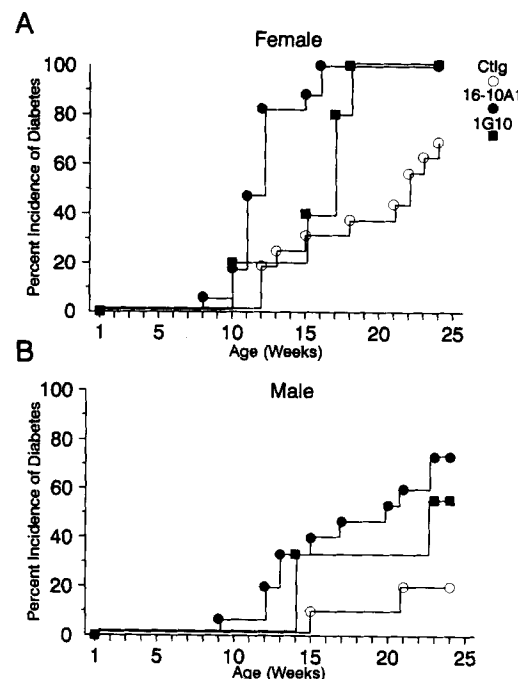 A
Female
CtIg
16-10A1
1G10
Percent Incidence of Diabetes
100
80
60
40
20
0
1 5 10 15 20 25
Age (Weeks)
B
Male
Percent Incidence of Diabetes
100
80
60
40
20
0
1 5 10 15 20 25
Age (Weeks)